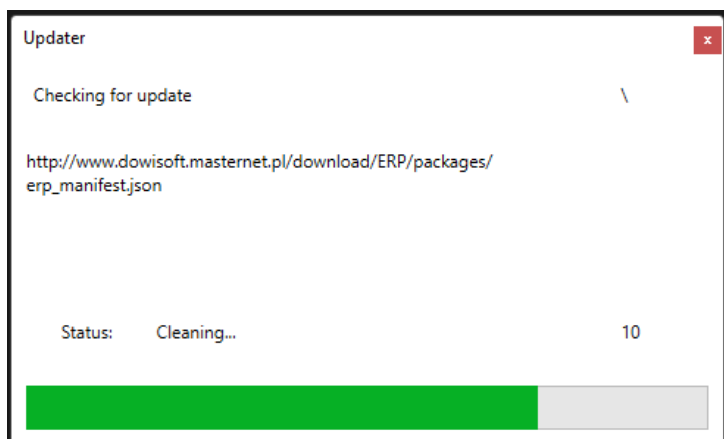 Updater x
Checking for update \
http://www.dowisoft.masternet.pl/download/ERP/packages/
erp_manifest.json
Status: Cleaning... 10